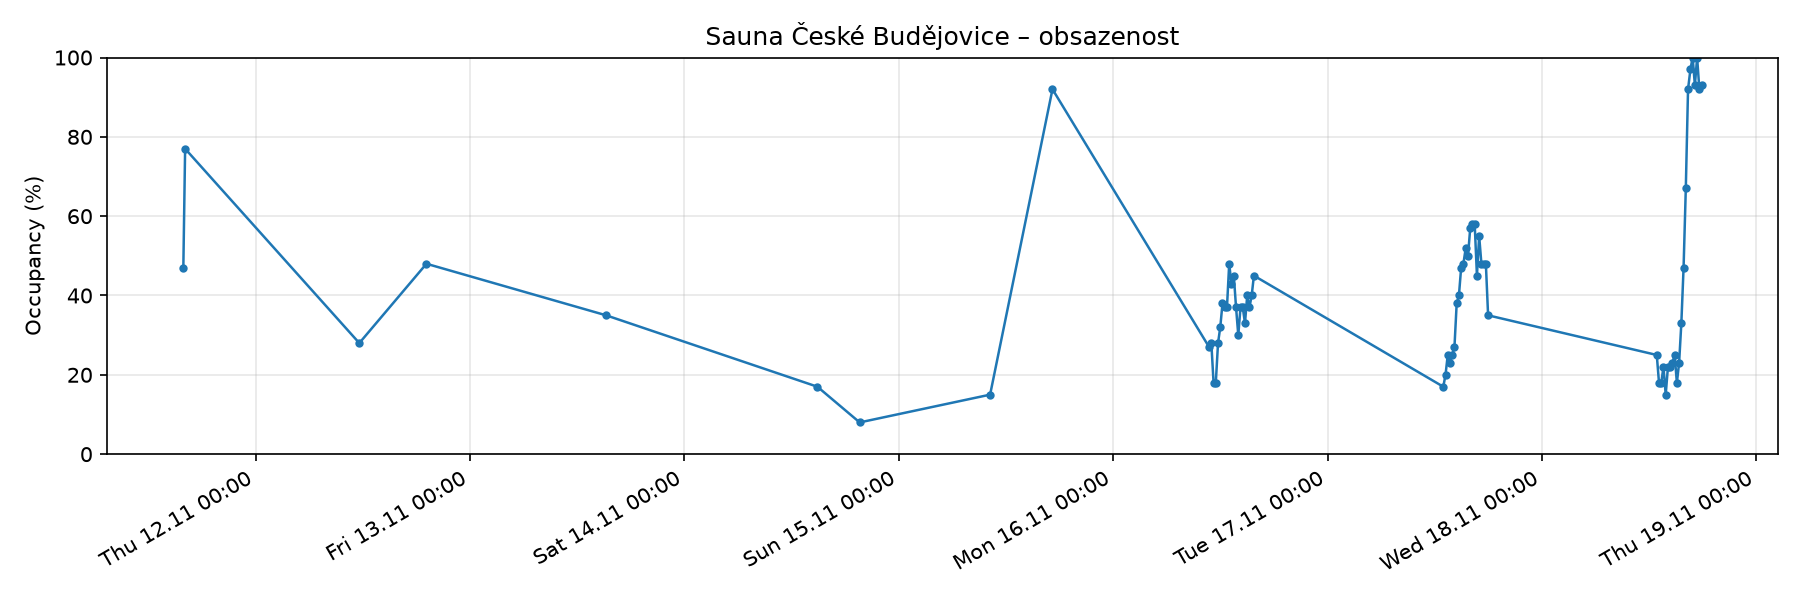 Sauna České Budějovice – obsazenost
Occupancy (%)
100
80
60
40
20
0
Thu 12.11 00:00
Fri 13.11 00:00
Sat 14.11 00:00
Sun 15.11 00:00
Mon 16.11 00:00
Tue 17.11 00:00
Wed 18.11 00:00
Thu 19.11 00:00